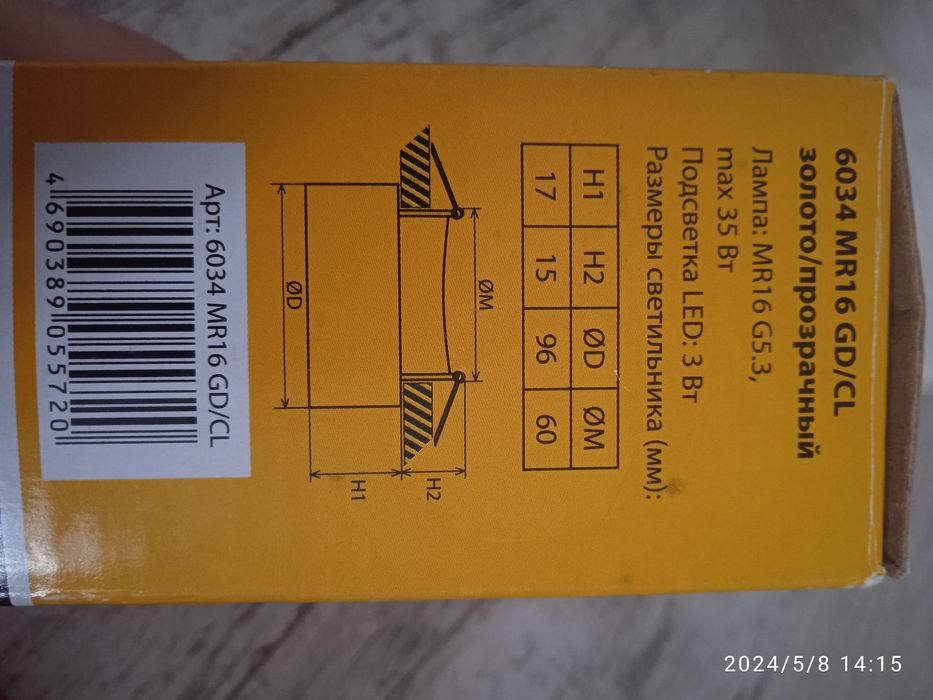 6034 MR16 GD/CL
золото/прозрачный
Лампа: MR16 G5.3,
max 35 Вт
Подсветка LED: 3 Вт
Размеры светильника (мм):
H1 H2 ØD ØM
17 15 96 60
ØM
H2
H1
ØD
Арт: 6034 MR16 GD/CL
4 690389 055720
2024/5/8 14:15